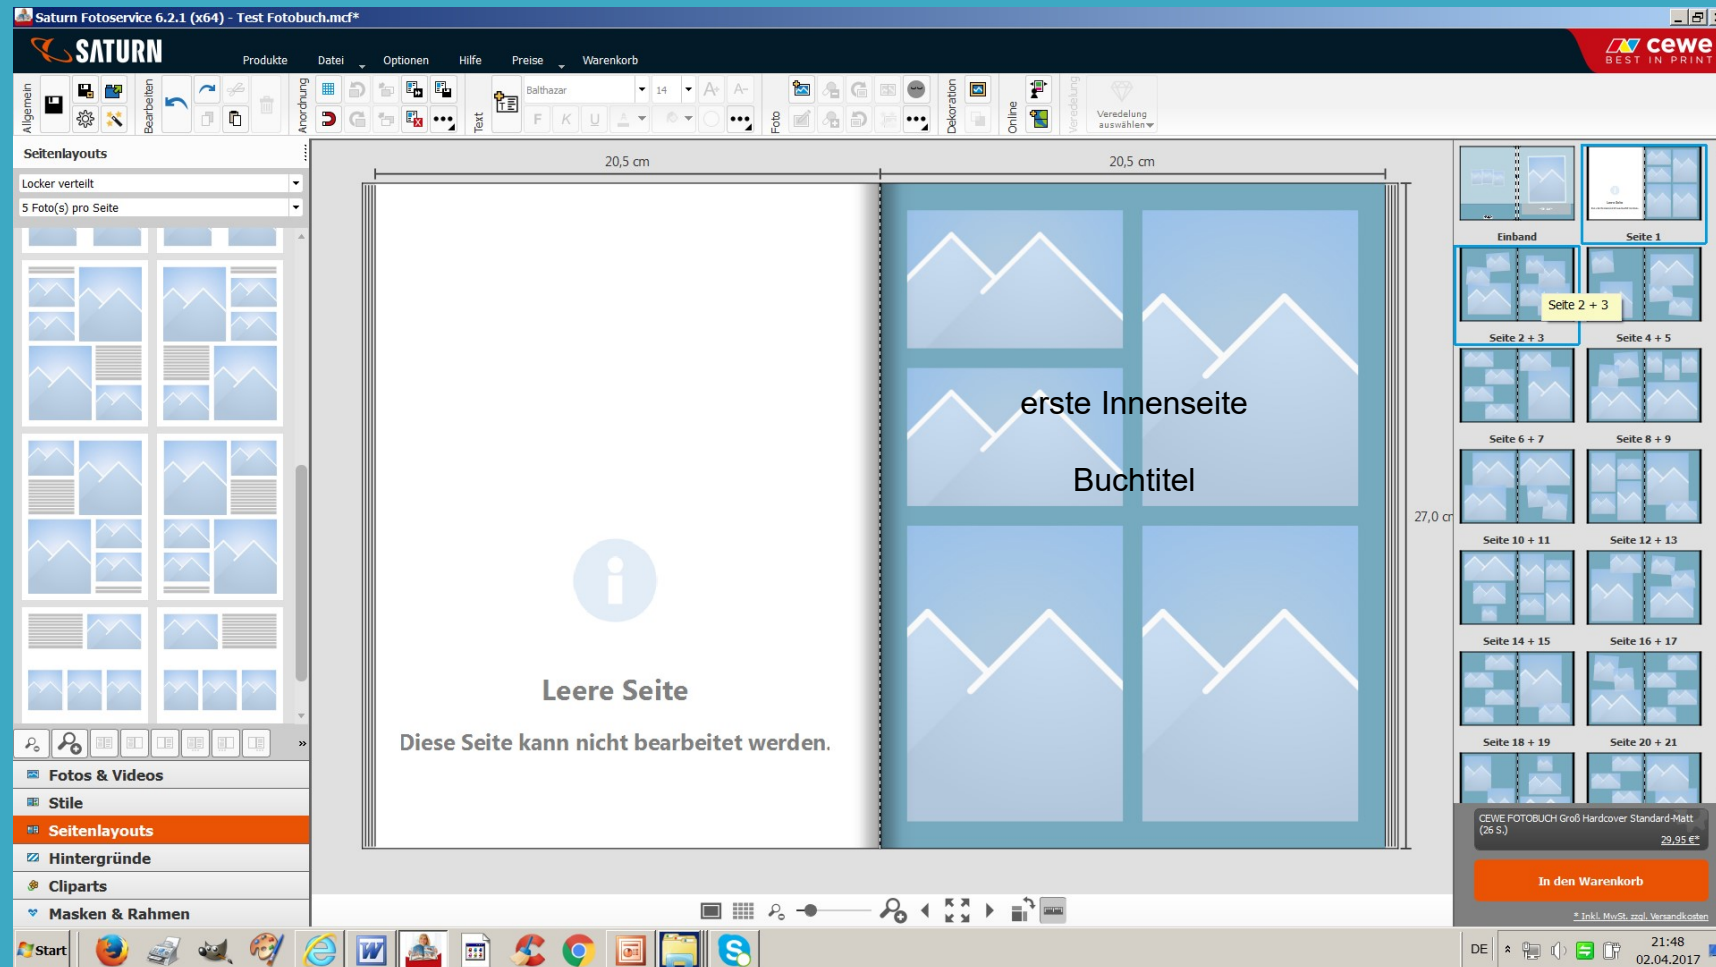 Saturn Fotoservice 6.2.1 (x64) - Test Fotobuch.mcf*
SATURN
Produkte Datei Optionen Hilfe Preise Warenkorb
cewe
BEST IN PRINT
Allgemein
Bearbeiten
Anordnung
Text
Balthazar
14
A+ A-
F K U A
Foto
Dekoration
Online
Veredelung
Veredelung
auswählen
Seitenlayouts
Locker verteilt
5 Foto(s) pro Seite
20,5 cm
20,5 cm
27,0 cm
Leere Seite
Diese Seite kann nicht bearbeitet werden.
erste Innenseite
Buchtitel
Einband Seite 1
Seite 2 + 3
Seite 2 + 3 Seite 4 + 5
Seite 6 + 7 Seite 8 + 9
Seite 10 + 11 Seite 12 + 13
Seite 14 + 15 Seite 16 + 17
Seite 18 + 19 Seite 20 + 21
»
Fotos & Videos
Stile
Seitenlayouts
Hintergründe
Cliparts
Masken & Rahmen
CEWE FOTOBUCH Groß Hardcover Standard-Matt
(26 S.)
29,95 €*
In den Warenkorb
* Inkl. MwSt. zzgl. Versandkosten
Start
DE
21:48
02.04.2017